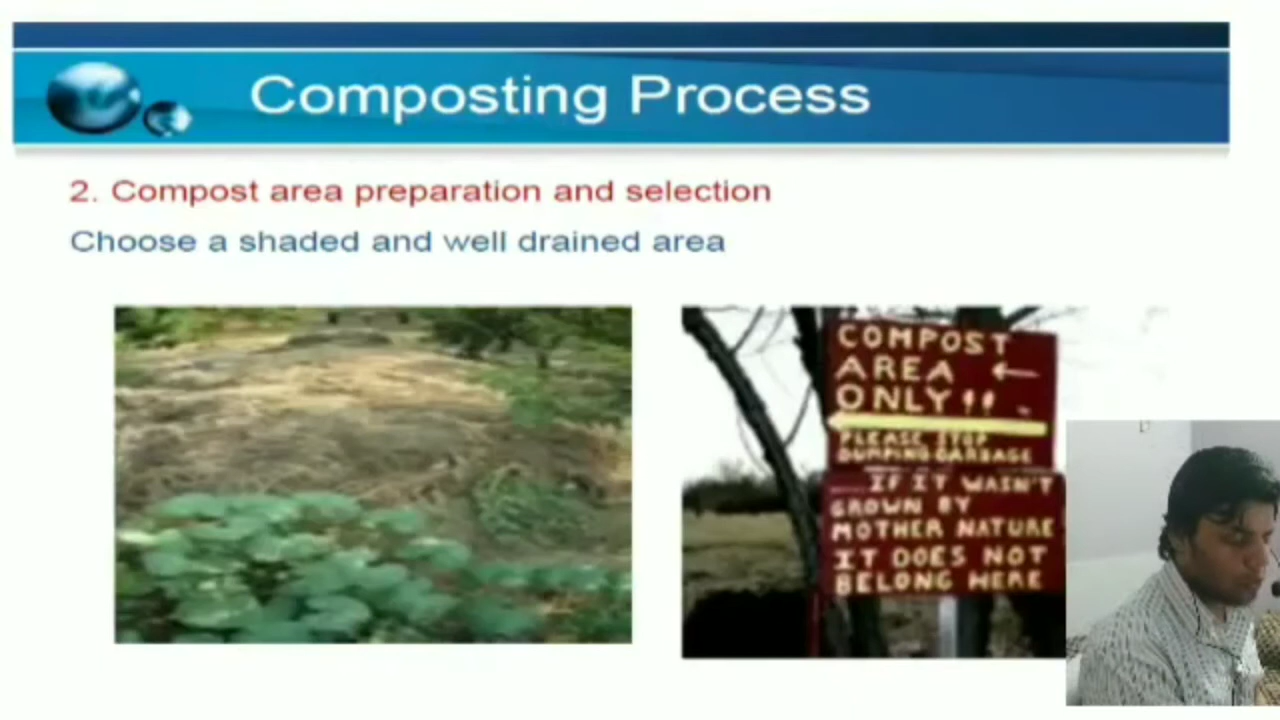 Composting Process
2. Compost area preparation and selection
Choose a shaded and well drained area
COMPOST
AREA ←
ONLY !!
PLEASE STOP
DUMPING GARBAGE
IF IT WASN'T
GROWN BY
MOTHER NATURE
IT DOES NOT
BELONG HERE